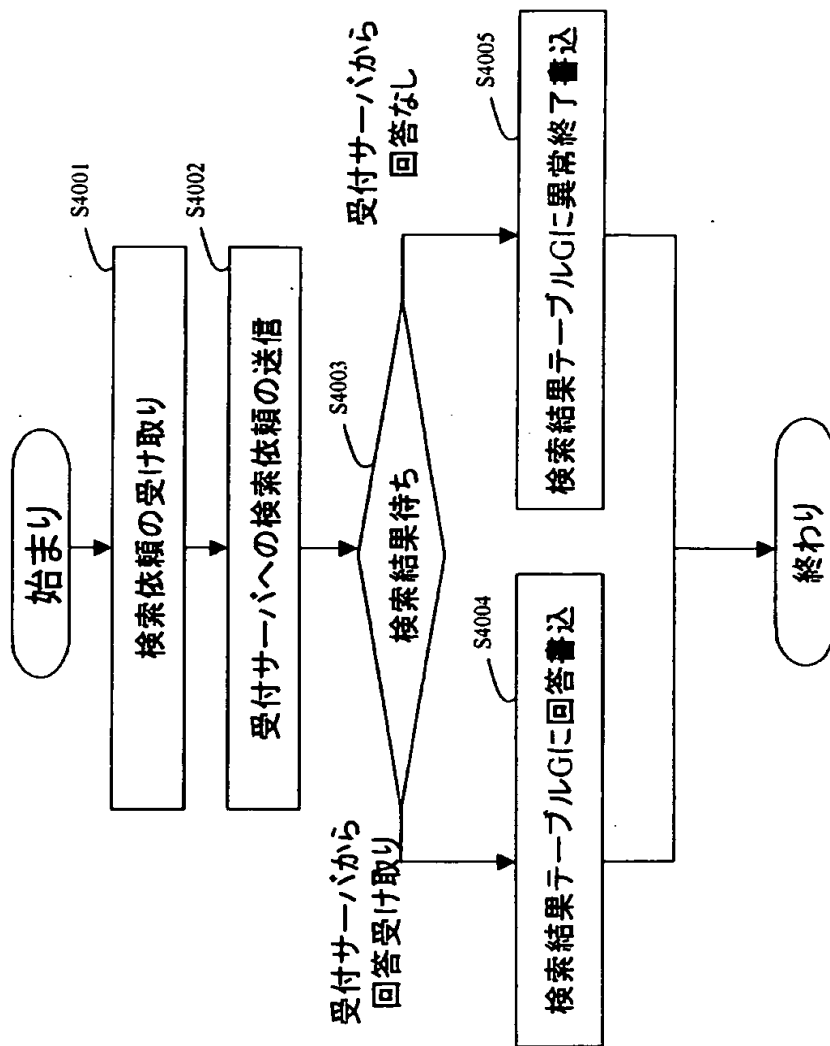 始まり
S4001
検索依頼の受け取り
S4002
受付サーバへの検索依頼の送信
S4003
検索結果待ち
受付サーバから
回答受け取り
受付サーバから
回答なし
S4004
検索結果テーブルGに回答書込
S4005
検索結果テーブルGに異常終了書込
終わり